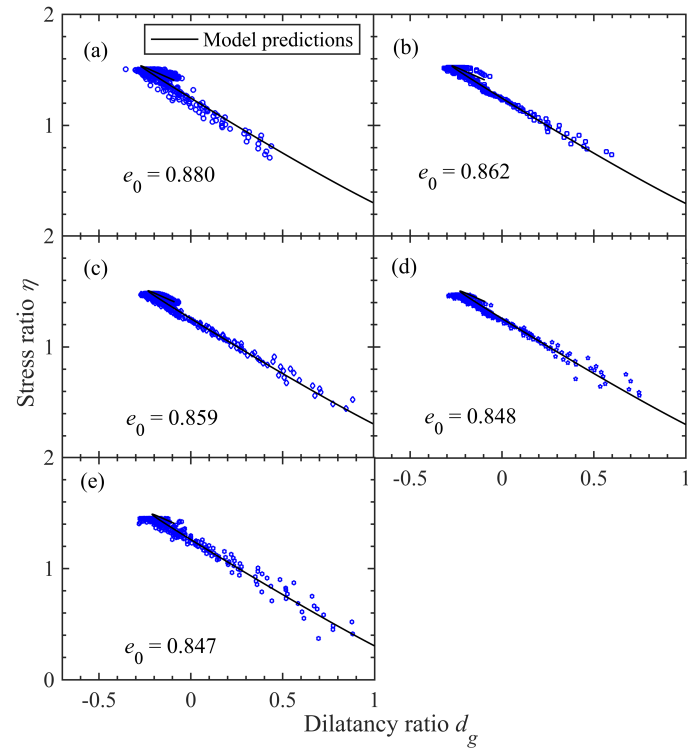 2
(a)
Model predictions
(b)
1
e0 = 0.880
e0 = 0.862
2
(c)
(d)
Stress ratio η
1
e0 = 0.859
e0 = 0.848
2
(e)
-0.5 0 0.5 1
1
e0 = 0.847
0
-0.5 0 0.5 1
Dilatancy ratio dg